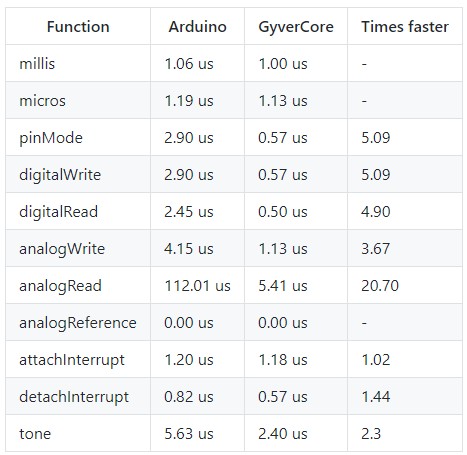 Function Arduino GyverCore Times faster
millis 1.06 us 1.00 us -
micros 1.19 us 1.13 us -
pinMode 2.90 us 0.57 us 5.09
digitalWrite 2.90 us 0.57 us 5.09
digitalRead 2.45 us 0.50 us 4.90
analogWrite 4.15 us 1.13 us 3.67
analogRead 112.01 us 5.41 us 20.70
analogReference 0.00 us 0.00 us -
attachInterrupt 1.20 us 1.18 us 1.02
detachInterrupt 0.82 us 0.57 us 1.44
tone 5.63 us 2.40 us 2.3